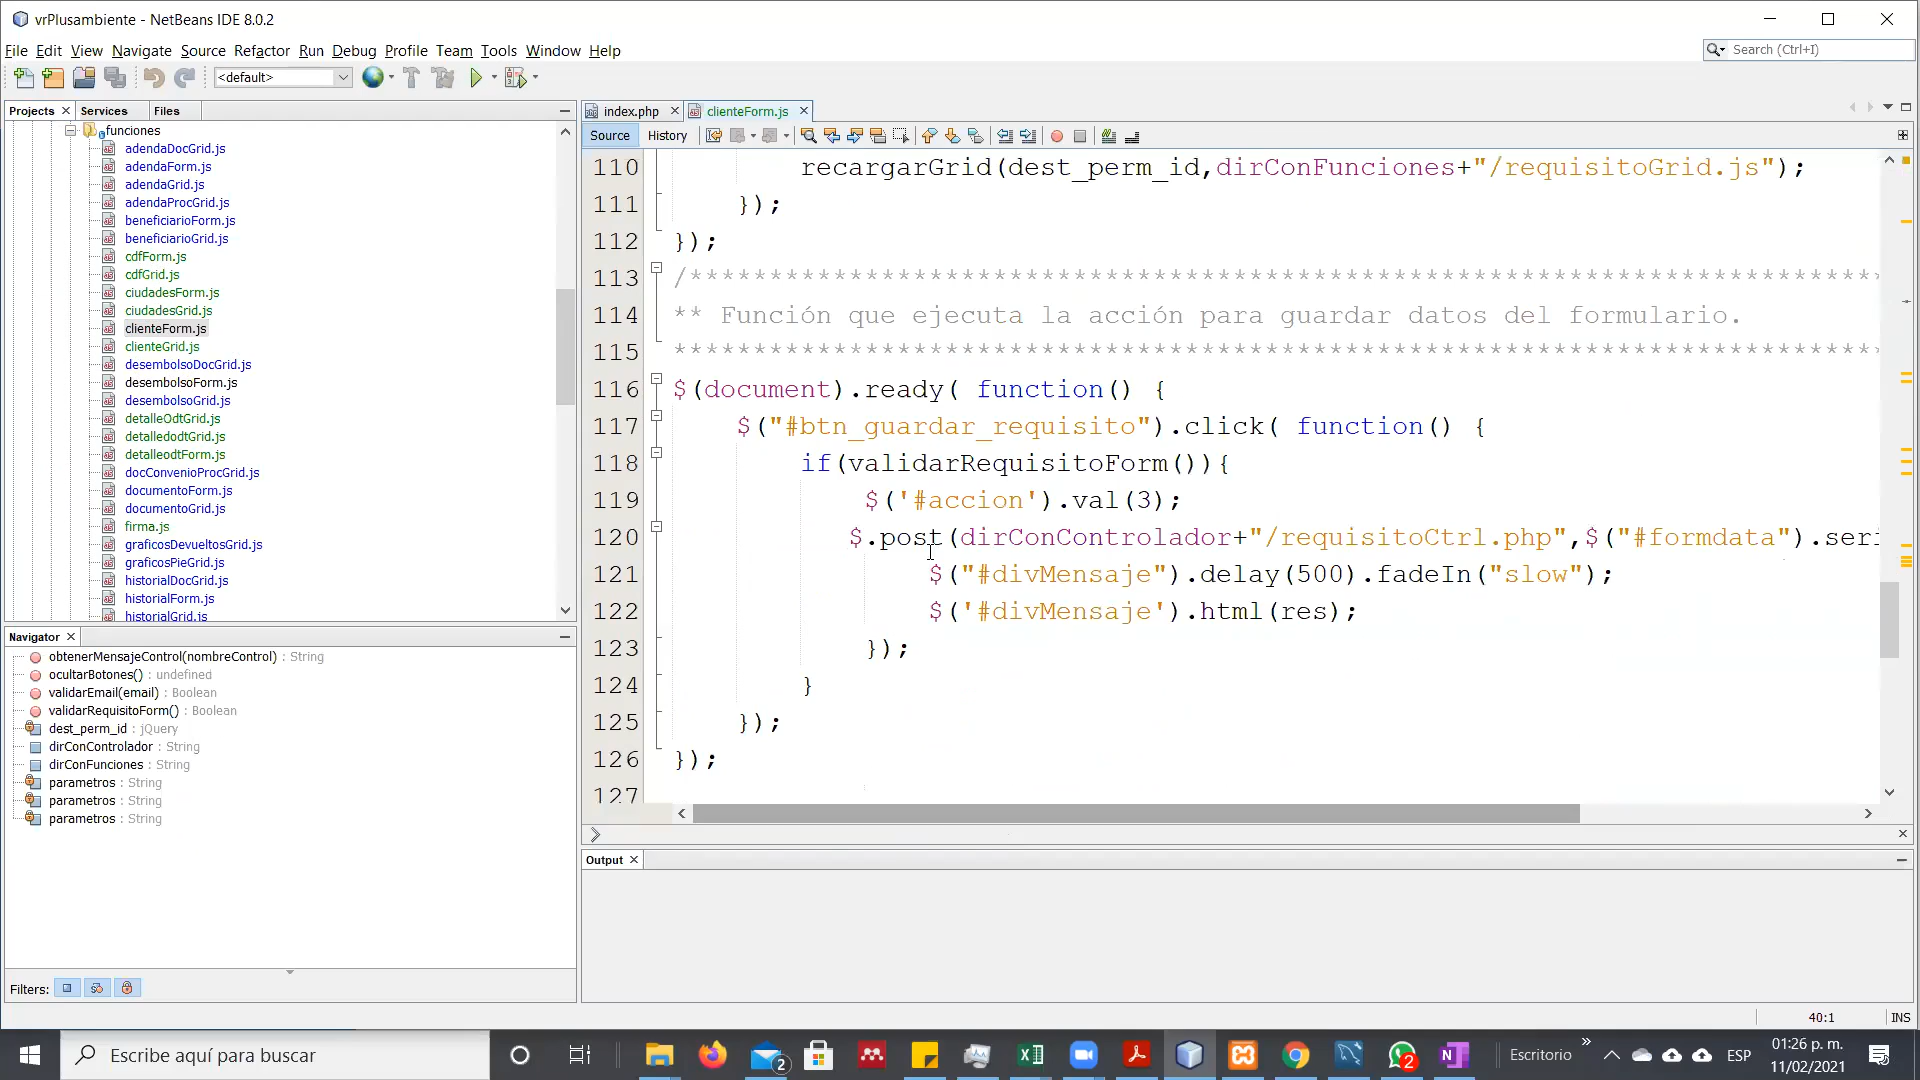 vrPlusambiente - NetBeans IDE 8.0.2
File Edit View Navigate Source Refactor Run Debug Profile Team Tools Window Help
Search (Ctrl+I)
<default>
Projects Services Files
funciones
adendaDocGrid.js
adendaForm.js
adendaGrid.js
adendaProcGrid.js
beneficiarioForm.js
beneficiarioGrid.js
cdfForm.js
cdfGrid.js
ciudadesForm.js
ciudadesGrid.js
clienteForm.js
clienteGrid.js
desembolsoDocGrid.js
desembolsoForm.js
desembolsoGrid.js
detalleOdtGrid.js
detalledodtGrid.js
detalleodtForm.js
docConvenioProcGrid.js
documentoForm.js
documentoGrid.js
firma.js
graficosDevueltosGrid.js
graficosPieGrid.js
historialDocGrid.js
historialForm.js
historialGrid.js
Navigator
obtenerMensajeControl(nombreControl) : String
ocultarBotones() : undefined
validarEmail(email) : Boolean
validarRequisitoForm() : Boolean
dest_perm_id : jQuery
dirConControlador : String
dirConFunciones : String
parametros : String
parametros : String
parametros : String
Filters:
index.php clienteForm.js
Source History
110 recargarGrid(dest_perm_id,dirConFunciones+"/requisitoGrid.js");
111 });
112 });
113 /***************************************************************************
114 ** Función que ejecuta la acción para guardar datos del formulario.
115 ****************************************************************************
116 $(document).ready( function() {
117 $("#btn_guardar_requisito").click( function() {
118 if(validarRequisitoForm()){
119 $('#accion').val(3);
120 $.post(dirConControlador+"/requisitoCtrl.php",$("#formdata").seri
121 $("#divMensaje").delay(500).fadeIn("slow");
122 $('#divMensaje').html(res);
123 });
124 }
125 });
126 });
127
Output
40:1 INS
Escribe aquí para buscar
2
2
Escritorio
ESP
01:26 p. m.
11/02/2021